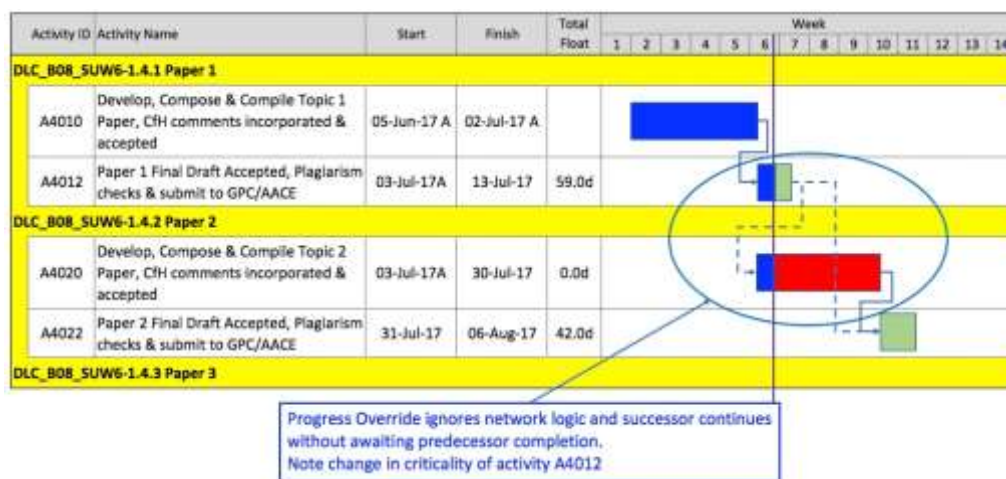 Activity ID Activity Name Start Finish Total Float Week
1 2 3 4 5 6 7 8 9 10 11 12 13 14
DLC_B08_SUW6-1.4.1 Paper 1
Develop, Compose & Compile Topic 1
A4010 Paper, CfH comments incorporated & 05-Jun-17 A 02-Jul-17 A
accepted
A4012 Paper 1 Final Draft Accepted, Plagiarism 03-Jul-17A 13-Jul-17 59.0d
checks & submit to GPC/AACE
DLC_B08_SUW6-1.4.2 Paper 2
Develop, Compose & Compile Topic 2
A4020 Paper, CfH comments incorporated & 03-Jul-17A 30-Jul-17 0.0d
accepted
A4022 Paper 2 Final Draft Accepted, Plagiarism 31-Jul-17 06-Aug-17 42.0d
checks & submit to GPC/AACE
DLC_B08_SUW6-1.4.3 Paper 3
Progress Override ignores network logic and successor continues
without awaiting predecessor completion.
Note change in criticality of activity A4012